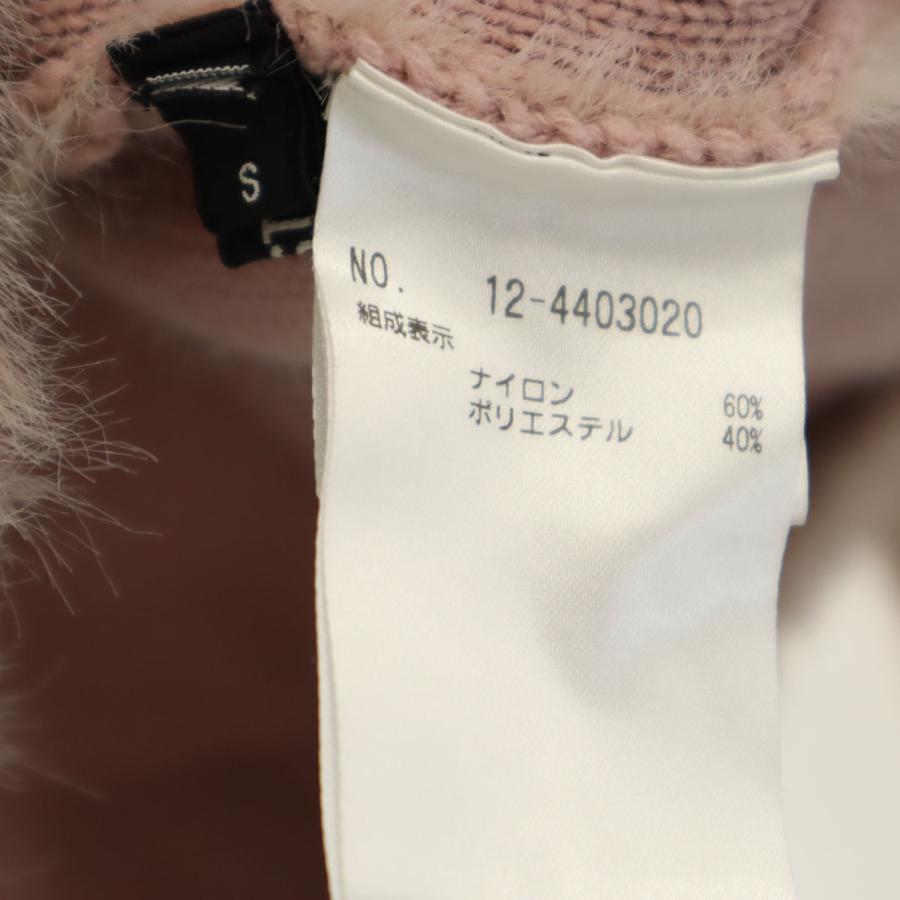 S
NO. 12-4403020
組成表示
ナイロン 60%
ポリエステル 40%